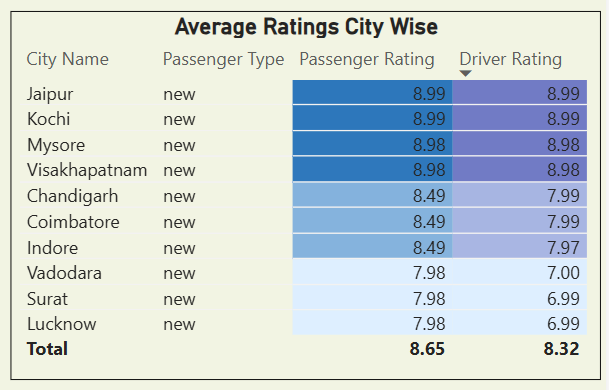 Average Ratings City Wise
City Name Passenger Type Passenger Rating Driver Rating
Jaipur new 8.99 8.99
Kochi new 8.99 8.99
Mysore new 8.98 8.98
Visakhapatnam new 8.98 8.98
Chandigarh new 8.49 7.99
Coimbatore new 8.49 7.99
Indore new 8.49 7.97
Vadodara new 7.98 7.00
Surat new 7.98 6.99
Lucknow new 7.98 6.99
Total 8.65 8.32